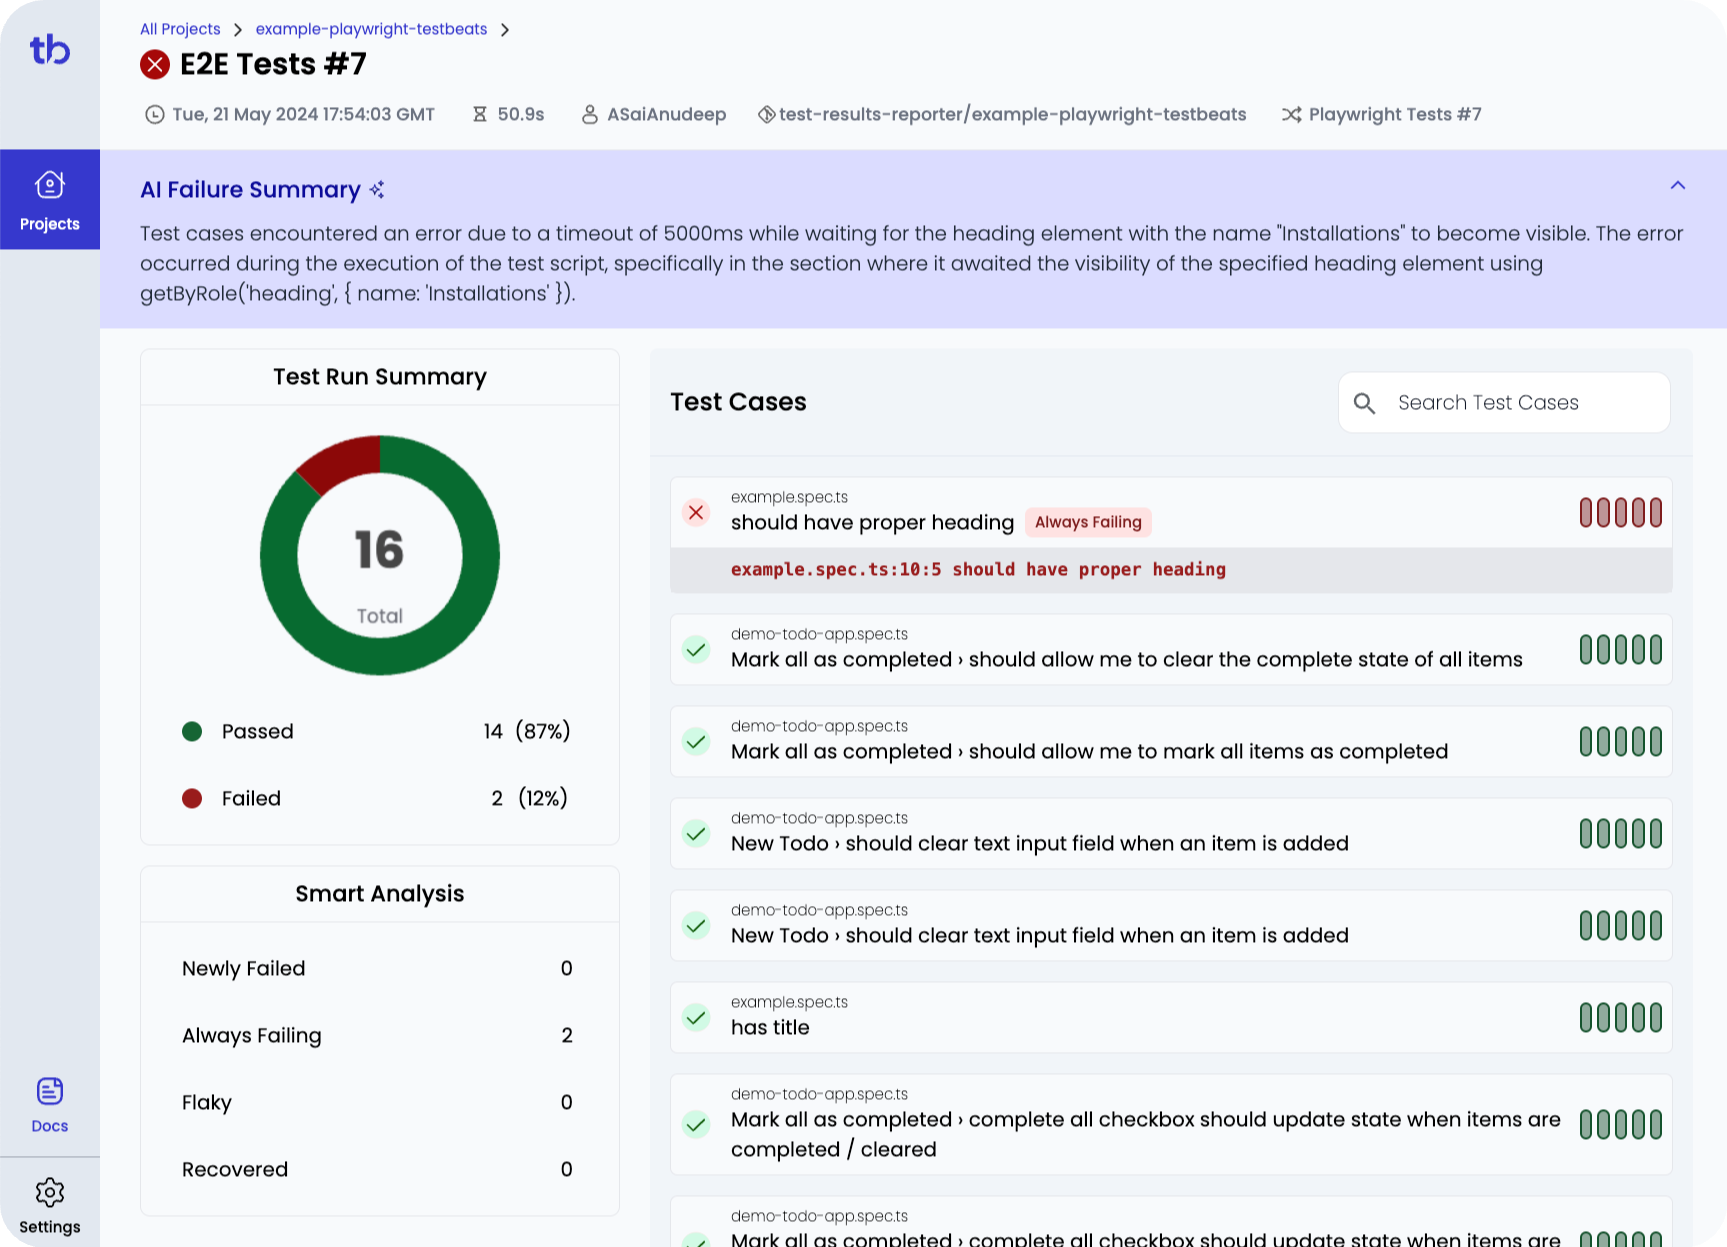 tb
All Projects
example-playwright-testbeats
E2E Tests #7
Tue, 21 May 2024 17:54:03 GMT
50.9s
ASaiAnudeep
test-results-reporter/example-playwright-testbeats
Playwright Tests #7
Projects
AI Failure Summary
Test cases encountered an error due to a timeout of 5000ms while waiting for the heading element with the name "Installations" to become visible. The error
occurred during the execution of the test script, specifically in the section where it awaited the visibility of the specified heading element using
getByRole('heading', { name: 'Installations' }).
Test Run Summary
16
Total
Passed 14 (87%)
Failed 2 (12%)
Smart Analysis
Newly Failed 0
Always Failing 2
Flaky 0
Recovered 0
Docs
Settings
Test Cases
Search Test Cases
example.spec.ts
should have proper heading Always Failing
example.spec.ts:10:5 should have proper heading
demo-todo-app.spec.ts
Mark all as completed › should allow me to clear the complete state of all items
demo-todo-app.spec.ts
Mark all as completed › should allow me to mark all items as completed
demo-todo-app.spec.ts
New Todo › should clear text input field when an item is added
demo-todo-app.spec.ts
New Todo › should clear text input field when an item is added
example.spec.ts
has title
demo-todo-app.spec.ts
Mark all as completed › complete all checkbox should update state when items are
completed / cleared
demo-todo-app.spec.ts
Mark all as completed › complete all checkbox should update state when items are